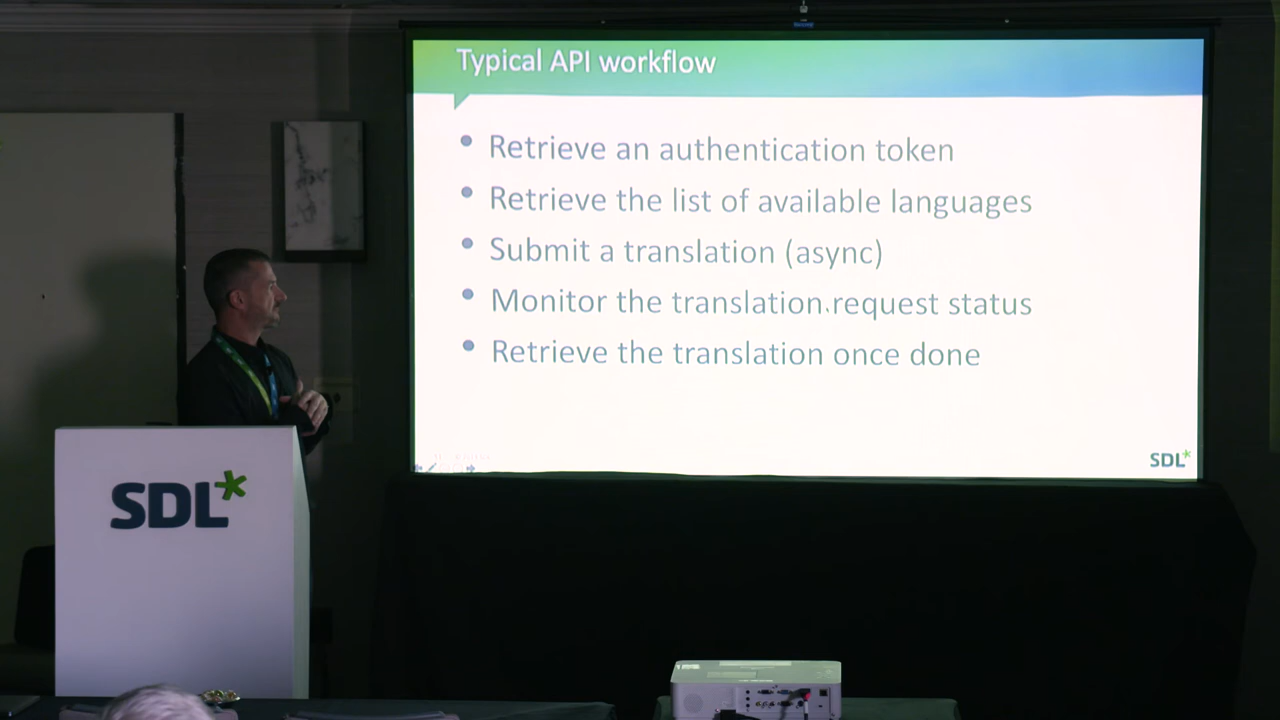 Typical API workflow
Retrieve an authentication token
Retrieve the list of available languages
Submit a translation (async)
Monitor the translation request status
Retrieve the translation once done
SDL*
SDL*